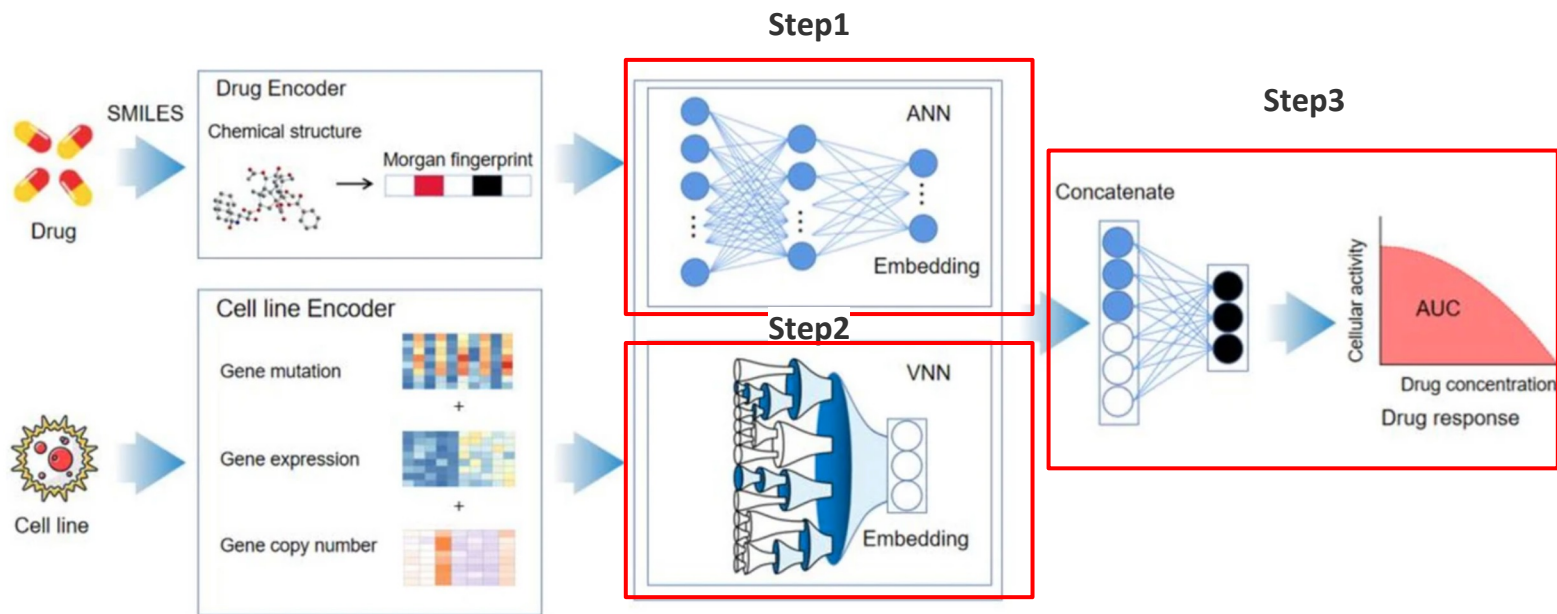 Step1
Step3
SMILES
Drug
Drug Encoder
Chemical structure
Morgan fingerprint
ANN
Embedding
Step2
Cell line
Cell line Encoder
Gene mutation
+
Gene expression
+
Gene copy number
VNN
Embedding
Concatenate
Cellular activity
AUC
Drug concentration
Drug response